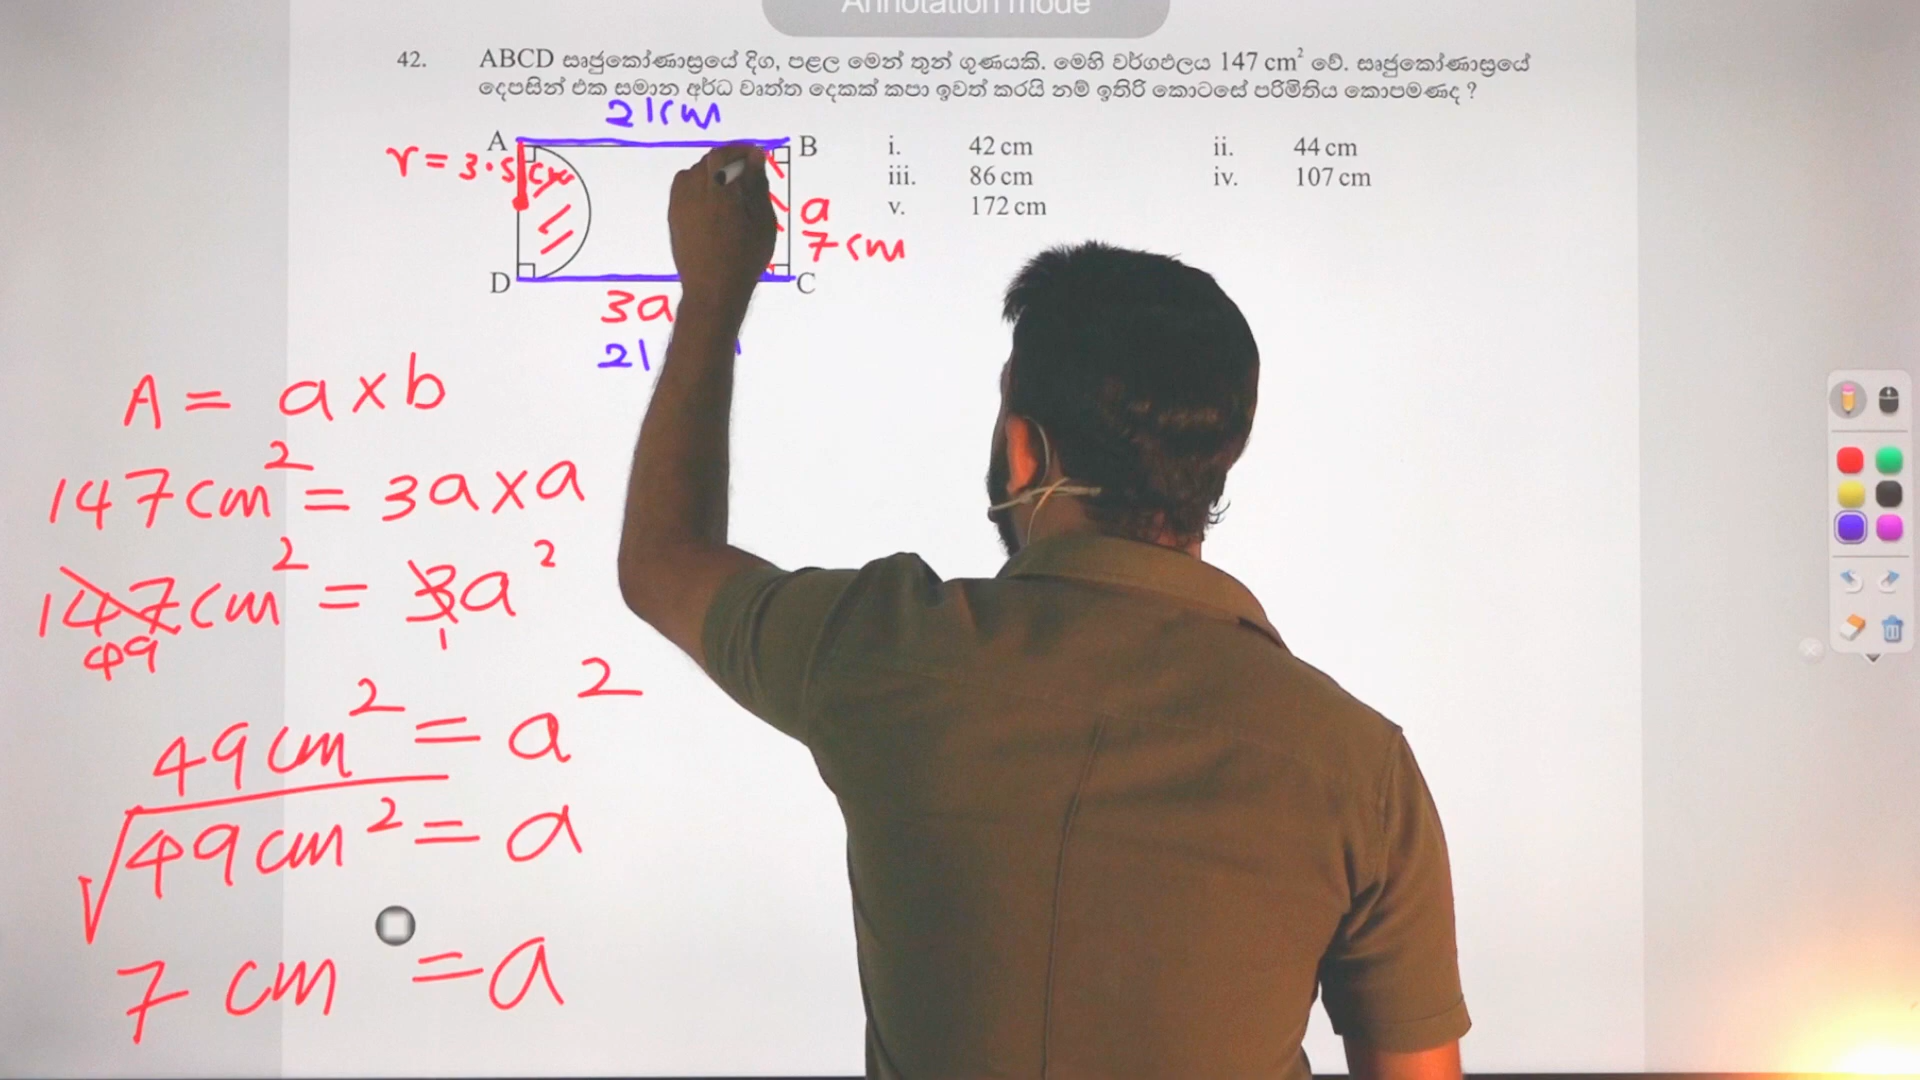 Annotation mode
42. ABCD සෘජුකෝණාස්‍රයේ දිග, පළල මෙන් තුන් ගුණයකි. මෙහි වර්ගඵලය 147 cm² වේ. සෘජුකෝණාස්‍රයේ
දෙපසින් එක සමාන අර්ධ වෘත්ත දෙකක් කපා ඉවත් කරයි නම් ඉතිරි කොටසේ පරිමිතිය කොපමණද ?
21cm
A B
r = 3.5cm
a
7cm
D C
3a
21
i. 42 cm ii. 44 cm
iii. 86 cm iv. 107 cm
v. 172 cm
A = a x b
147cm² = 3a x a
147cm² = 3a²
49 1
49cm² = a²
√49cm² = a
7 cm = a